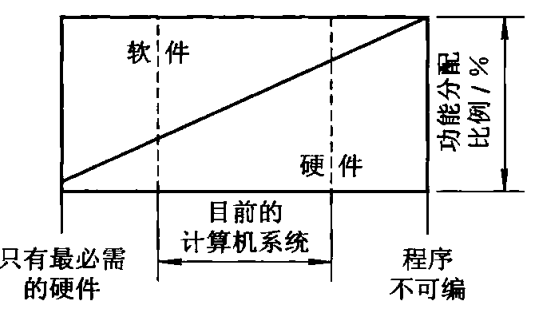 软件
硬件
功能分配
比例/%
目前的
计算机系统
只有最必需
的硬件
程序
不可编